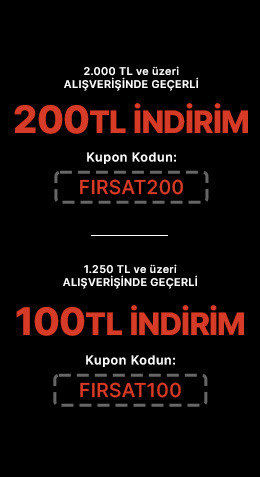 2.000 TL ve üzeri
ALIŞVERİŞİNDE GEÇERLİ
200TL İNDİRİM
Kupon Kodun:
FIRSAT200
1.250 TL ve üzeri
ALIŞVERİŞİNDE GEÇERLİ
100TL İNDİRİM
Kupon Kodun:
FIRSAT100